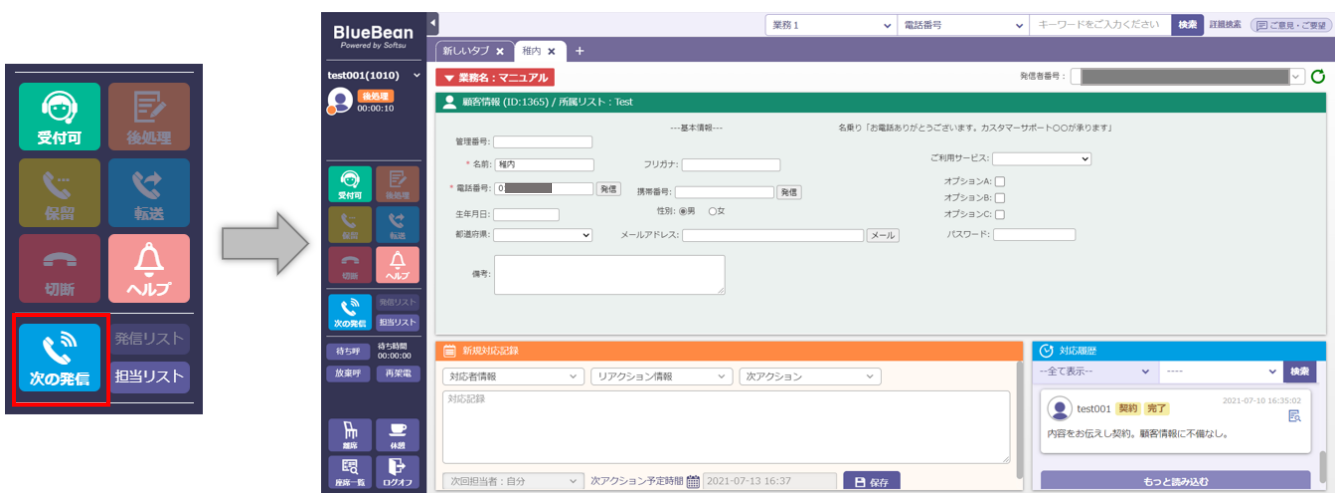 受付可
後処理
保留
転送
切断
ヘルプ
次の発信
発信リスト
担当リスト
BlueBean
Powered by Softsu
test001(1010)
後処理
00:00:10
受付可
後処理
保留
転送
切断
ヘルプ
次の発信
発信リスト
担当リスト
待ち呼
待ち時間
00:00:00
放棄呼
再架電
離席
休憩
座席一覧
ログオフ
業務1
電話番号
キーワードをご入力ください
検索
詳細検索
ご意見・ご要望
新しいタブ ×
稚内 ×
+
▼ 業務名:マニュアル
発信者番号:
顧客情報 (ID:1365) / 所属リスト:Test
---基本情報---
名乗り「お電話ありがとうございます。カスタマーサポート〇〇が承ります」
管理番号:
* 名前: 稚内
フリガナ:
ご利用サービス:
* 電話番号: 0
発信
携帯番号:
発信
オプションA:
オプションB:
オプションC:
生年月日:
性別: 男 女
都道府県:
メールアドレス:
メール
パスワード:
備考:
新規対応記録
対応者情報
リアクション情報
次アクション
対応記録
次回担当者:自分
次アクション予定時間
2021-07-13 16:37
保存
対応履歴
--全て表示--
----
検索
test001 契約 完了
2021-07-10 16:35:02
内容をお伝えし契約。顧客情報に不備なし。
もっと読み込む